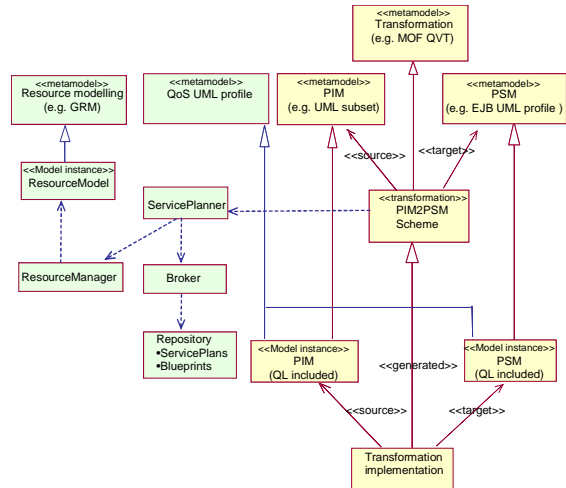 <<metamodel>>
Transformation
(e.g. MOF QVT)
<<metamodel>>
Resource modelling
(e.g. GRM)
<<metamodel>>
QoS UML profile
<<metamodel>>
PIM
(e.g. UML subset)
<<metamodel>>
PSM
(e.g. EJB UML profile )
<<source>>
<<target>>
<<Model instance>>
ResourceModel
ServicePlanner
<<transformation>>
PIM2PSM
Scheme
ResourceManager
Broker
Repository
•ServicePlans
•Blueprints
<<Model instance>>
PIM
(QL included)
<<generated>>
<<Model instance>>
PSM
(QL included)
<<source>>
<<target>>
Transformation
implementation